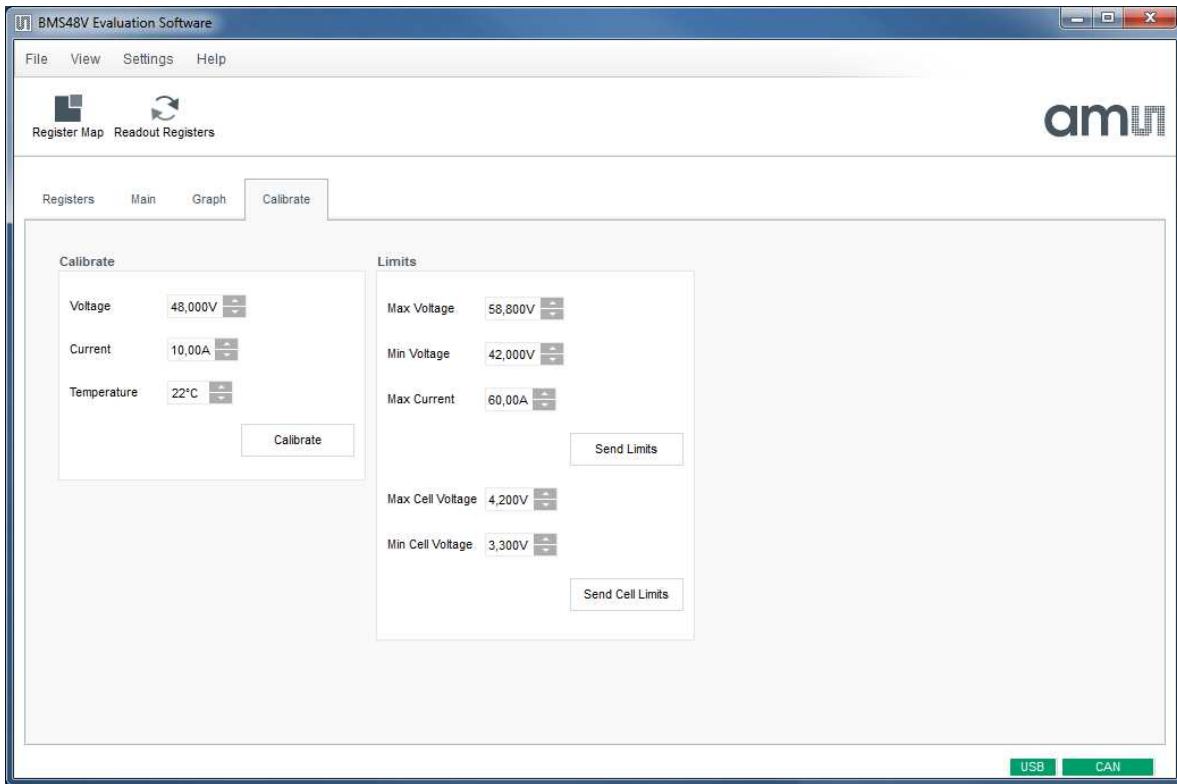 BMS48V Evaluation Software
File View Settings Help
Register Map Readout Registers
amu
Registers Main Graph Calibrate
Calibrate
Voltage 48,000V
Current 10,00A
Temperature 22°C
Calibrate
Limits
Max Voltage 58,800V
Min Voltage 42,000V
Max Current 60,00A
Send Limits
Max Cell Voltage 4,200V
Min Cell Voltage 3,300V
Send Cell Limits
USB CAN